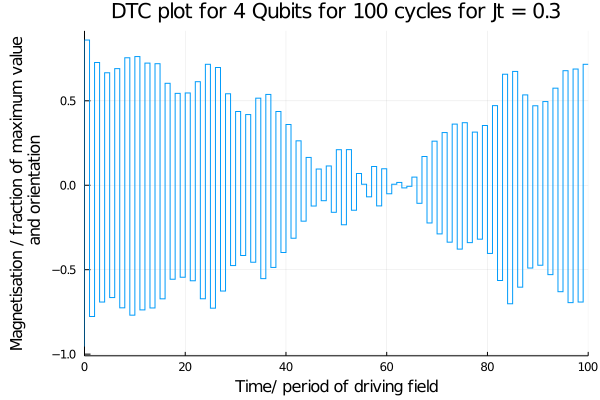 DTC plot for 4 Qubits for 100 cycles for Jt = 0.3
Magnetisation / fraction of maximum value
and orientation
0.5
0.0
−0.5
−1.0
0 20 40 60 80 100
Time/ period of driving field